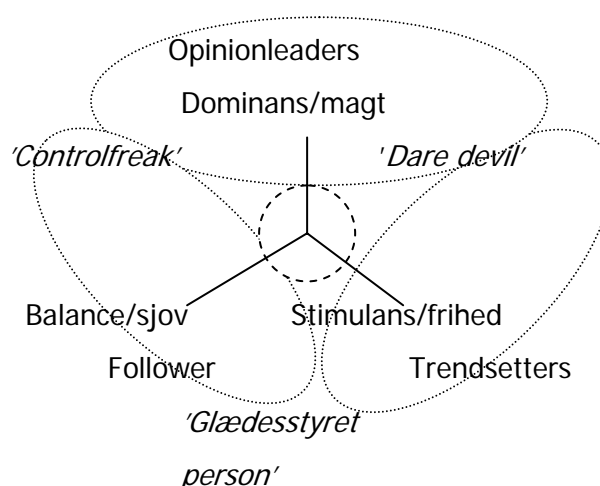 Opinionleaders
Dominans/magt
'Controlfreak'
'Dare devil'
Balance/sjov
Stimulans/frihed
Follower
Trendsetters
'Glædesstyret
person'